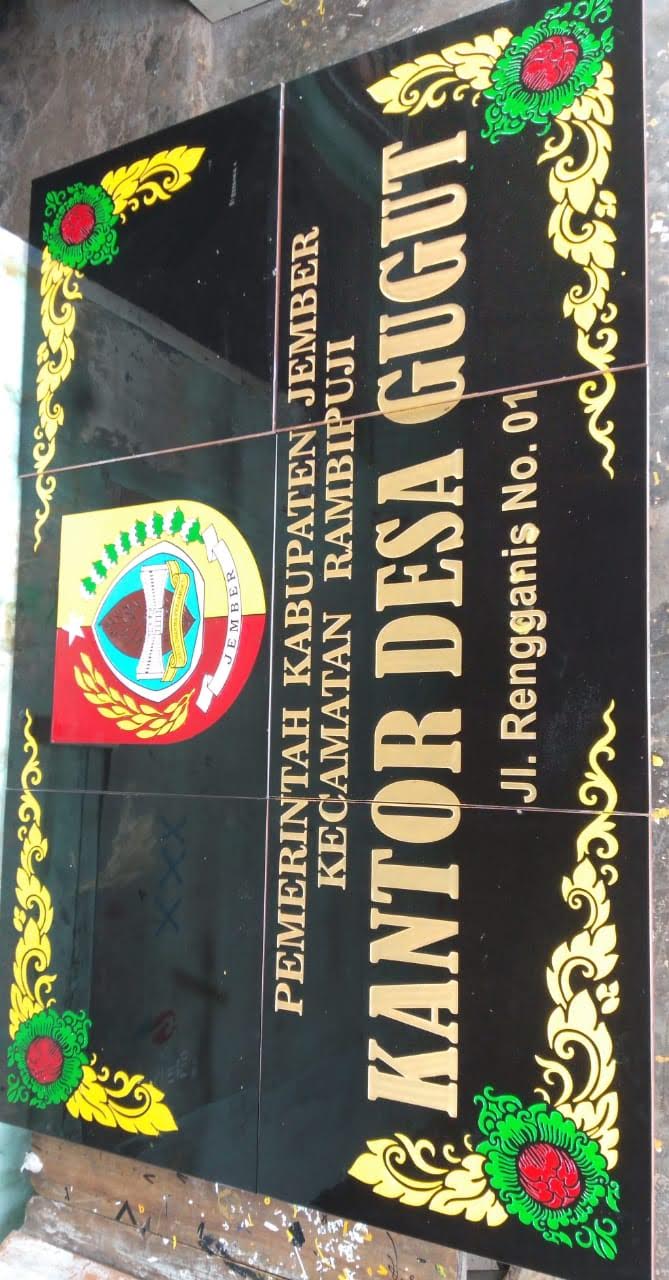 JEMBER
PEMERINTAH KABUPATEN JEMBER
KECAMATAN RAMBIPUJI
KANTOR DESA GUGUT
Jl. Rengganis No. 01